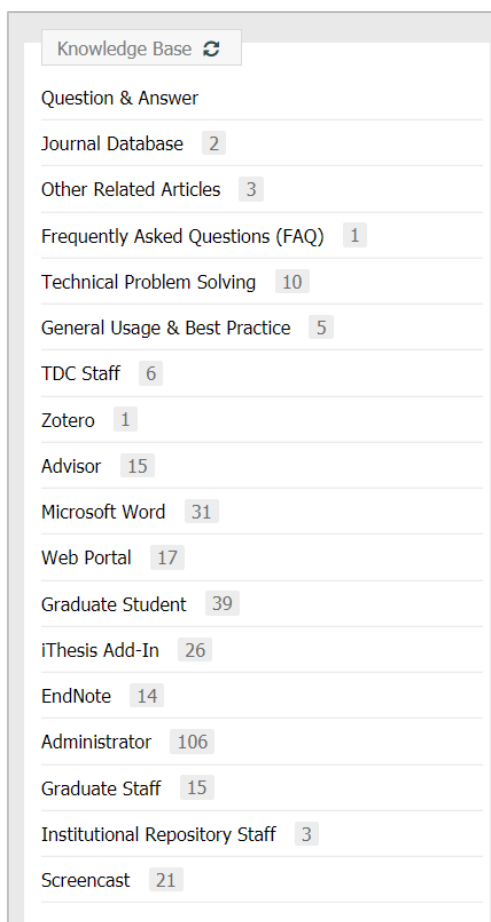 Knowledge Base
Question & Answer
Journal Database 2
Other Related Articles 3
Frequently Asked Questions (FAQ) 1
Technical Problem Solving 10
General Usage & Best Practice 5
TDC Staff 6
Zotero 1
Advisor 15
Microsoft Word 31
Web Portal 17
Graduate Student 39
iThesis Add-In 26
EndNote 14
Administrator 106
Graduate Staff 15
Institutional Repository Staff 3
Screencast 21